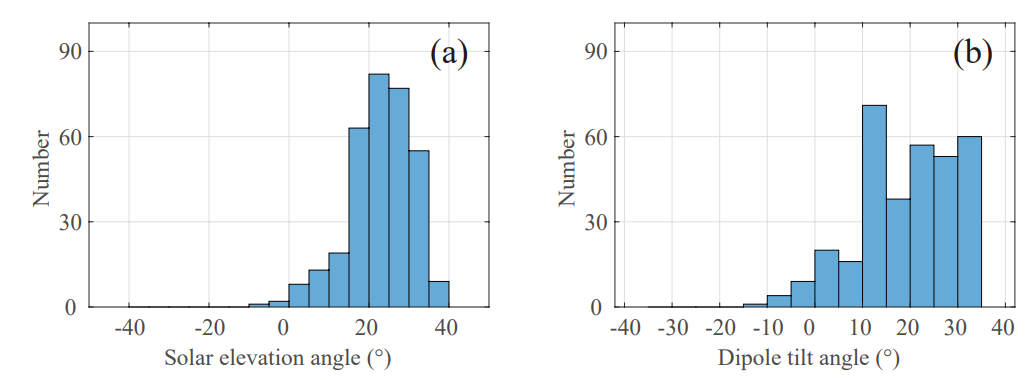 (a)
90
60
30
0
Number
-40 -20 0 20 40
Solar elevation angle (°)
(b)
90
60
30
0
Number
-40 -30 -20 -10 0 10 20 30 40
Dipole tilt angle (°)